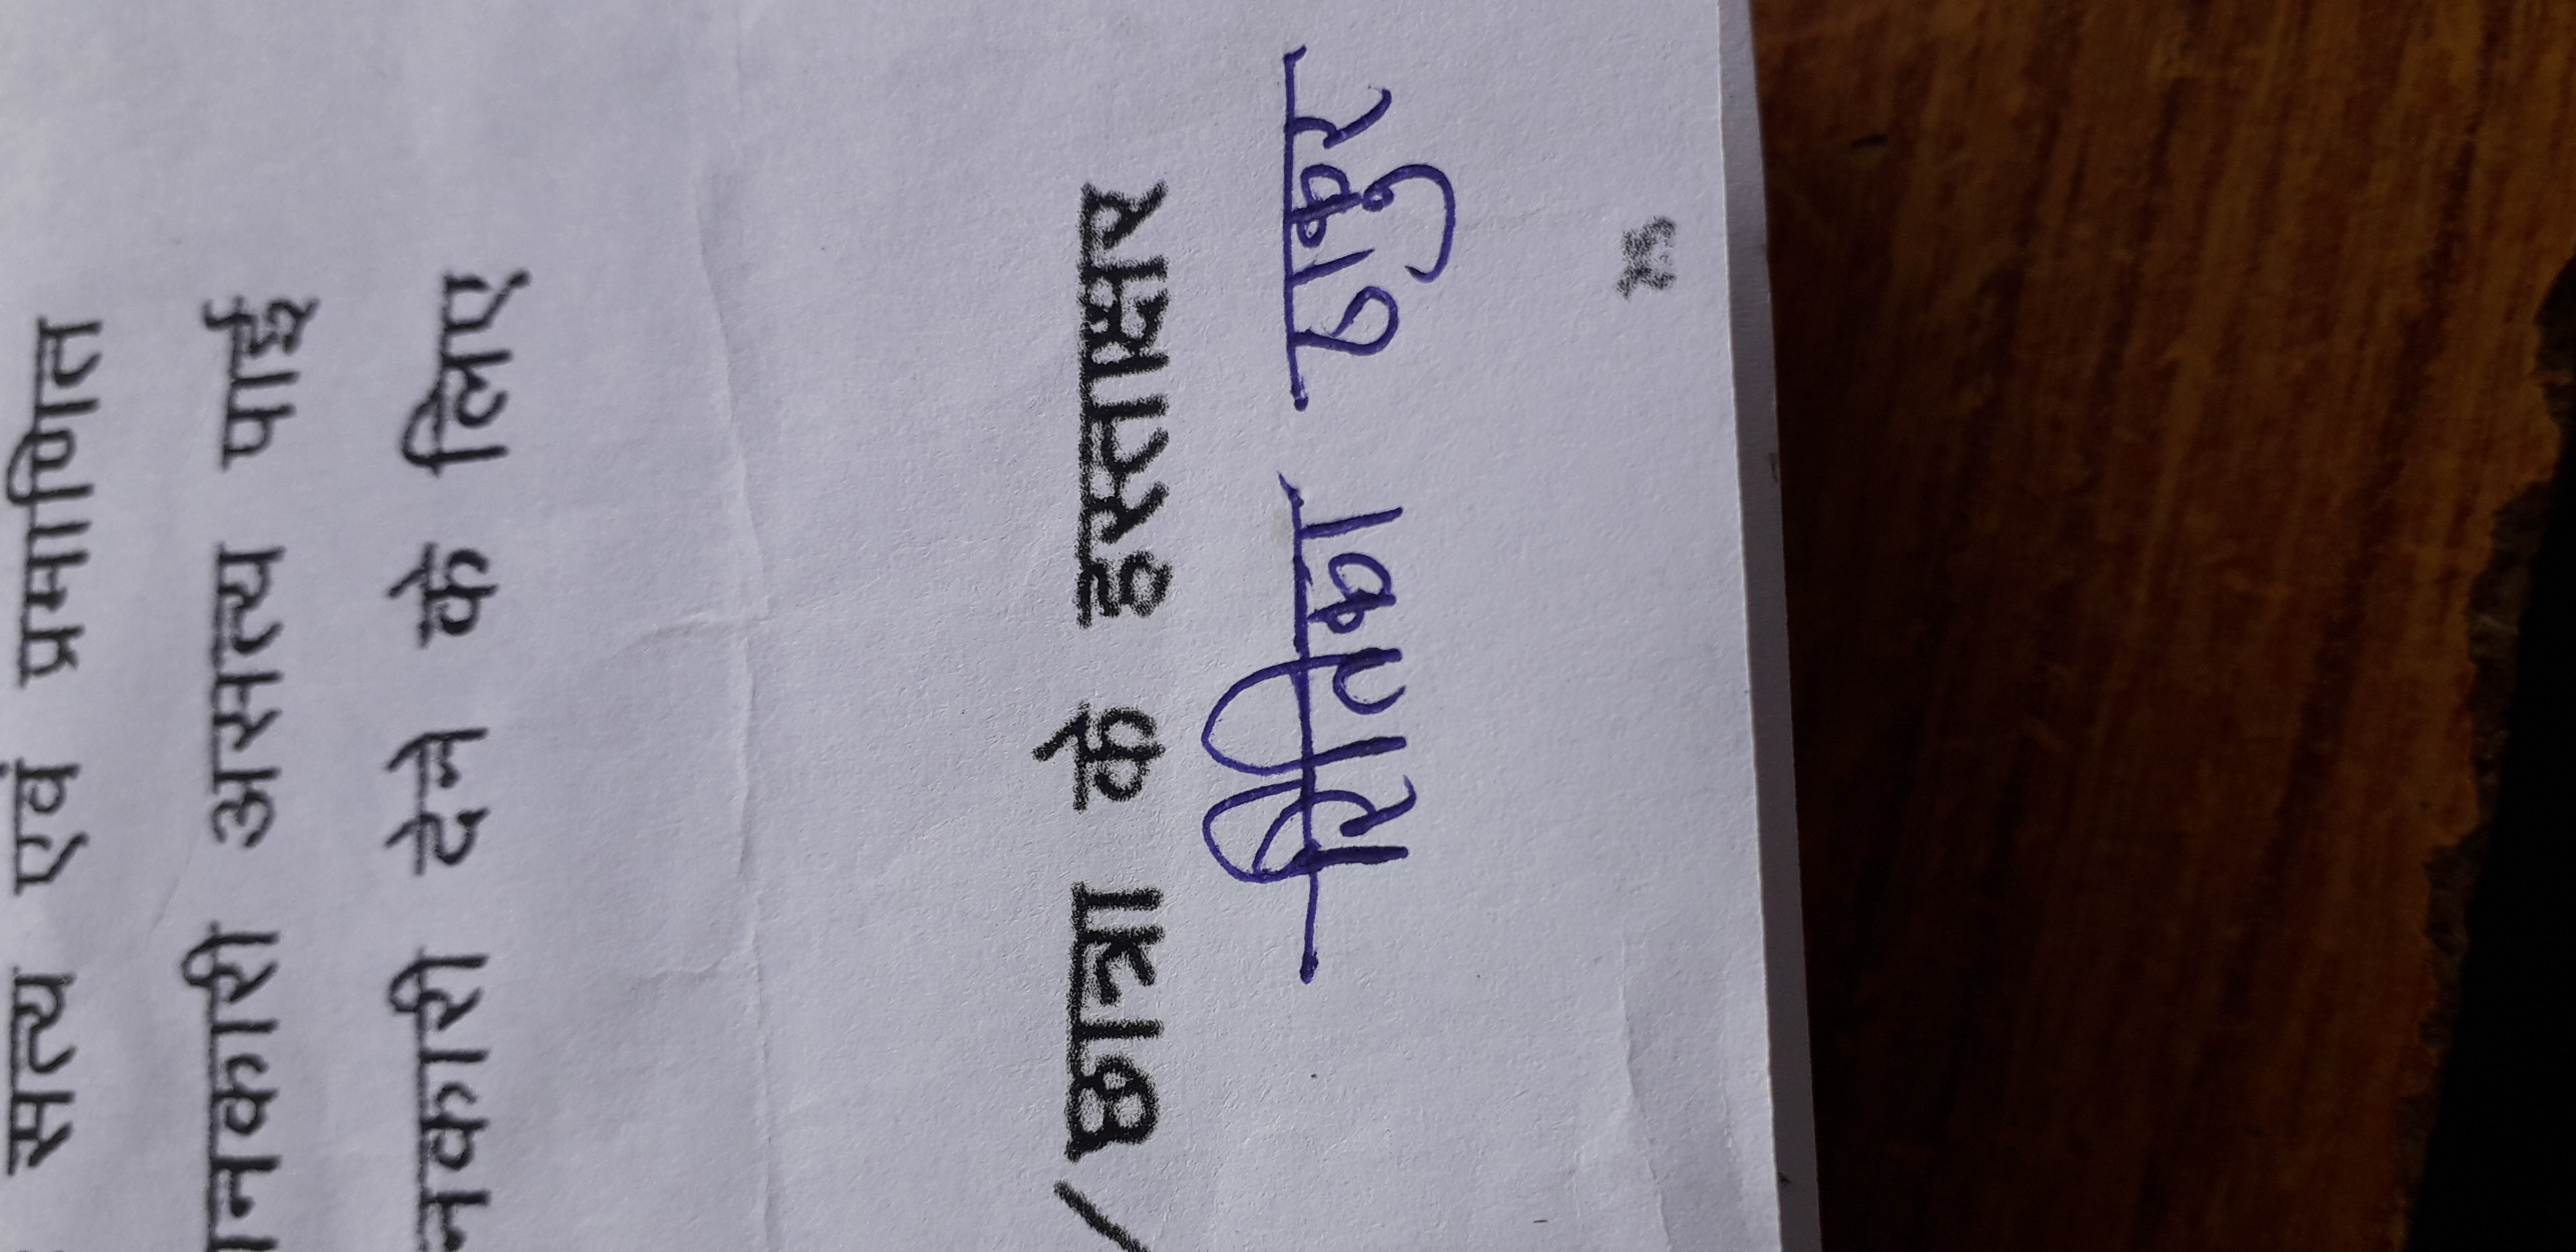 सत्य एवं प्रमाणित
नकारी असत्य पाई
नकारी देने के लिए
/छात्रा के हस्ताक्षर
रितिका ठाकुर